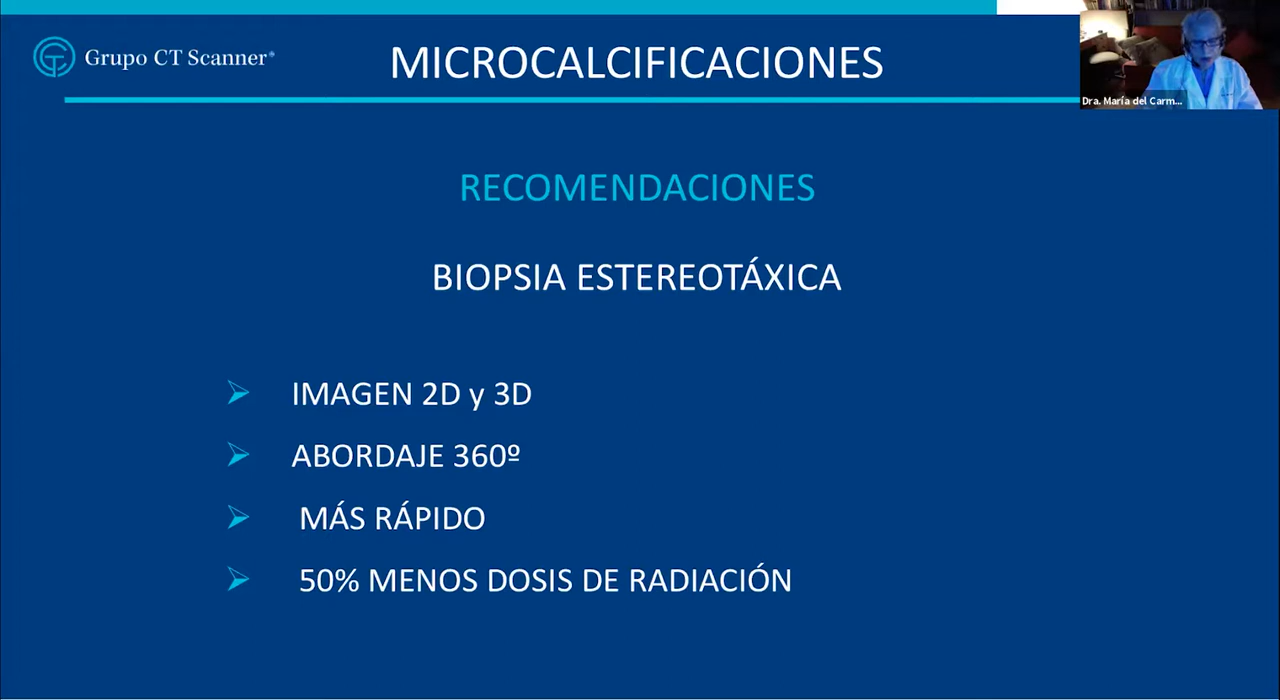 Grupo CT Scanner®
MICROCALCIFICACIONES
Dra. María del Carm...
RECOMENDACIONES
BIOPSIA ESTEREOTÁXICA
IMAGEN 2D y 3D
ABORDAJE 360º
MÁS RÁPIDO
50% MENOS DOSIS DE RADIACIÓN